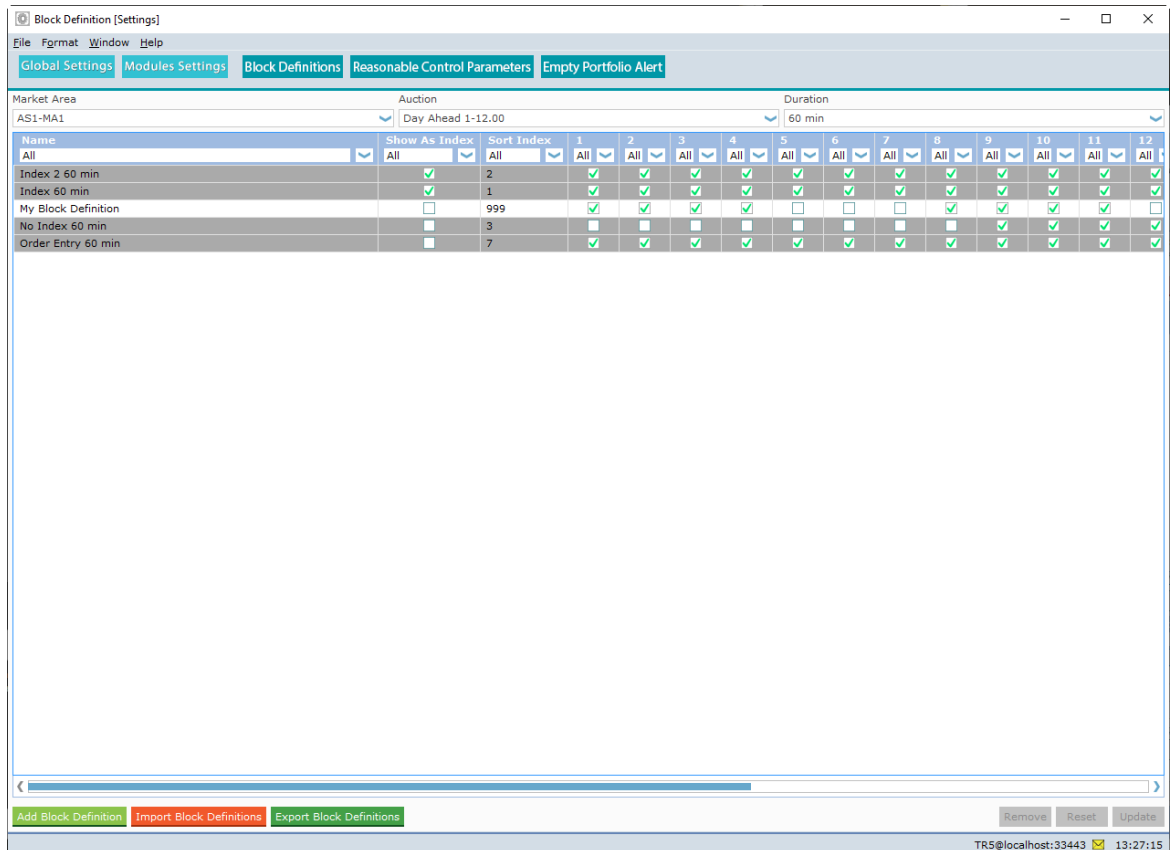 Block Definition [Settings]
File Format Window Help
Global Settings Modules Settings Block Definitions Reasonable Control Parameters Empty Portfolio Alert
Market Area Auction Duration
AS1-MA1 Day Ahead 1-12.00 60 min
Name Show As Index Sort Index 1 2 3 4 5 6 7 8 9 10 11 12
All All All All All All All All All All All All All All All
Index 2 60 min 2
Index 60 min 1
My Block Definition 999
No Index 60 min 3
Order Entry 60 min 7
Add Block Definition Import Block Definitions Export Block Definitions Remove Reset Update
TR5@localhost:33443 13:27:15